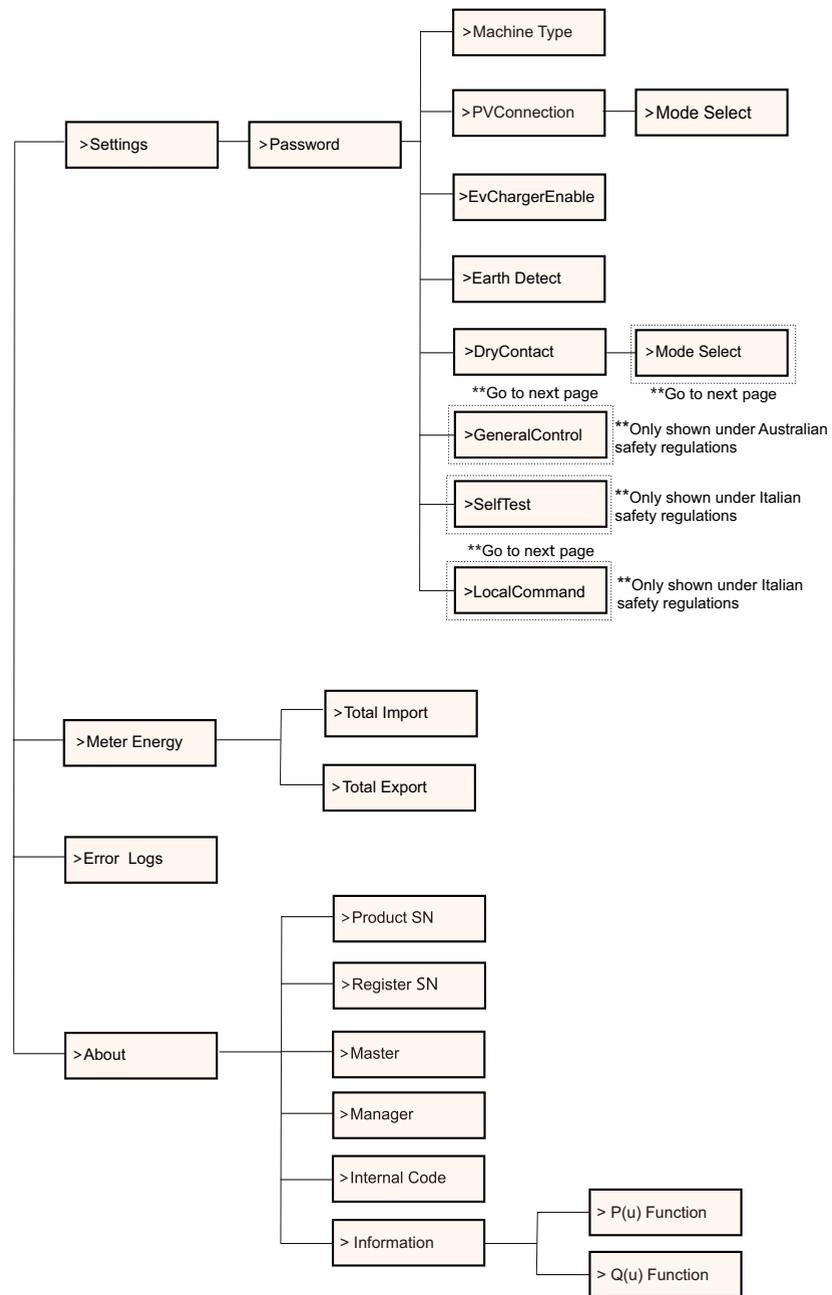 >Machine Type
>PVConnection
>Mode Select
>Settings
>Password
>EvChargerEnable
>Earth Detect
>DryContact
>Mode Select
**Go to next page
**Go to next page
>GeneralControl
**Only shown under Australian
safety regulations
>SelfTest
**Only shown under Italian
safety regulations
**Go to next page
>LocalCommand
**Only shown under Italian
safety regulations
>Total Import
>Meter Energy
>Total Export
>Error Logs
>Product SN
>Register SN
>About
>Master
>Manager
>Internal Code
> Information
> P(u) Function
> Q(u) Function